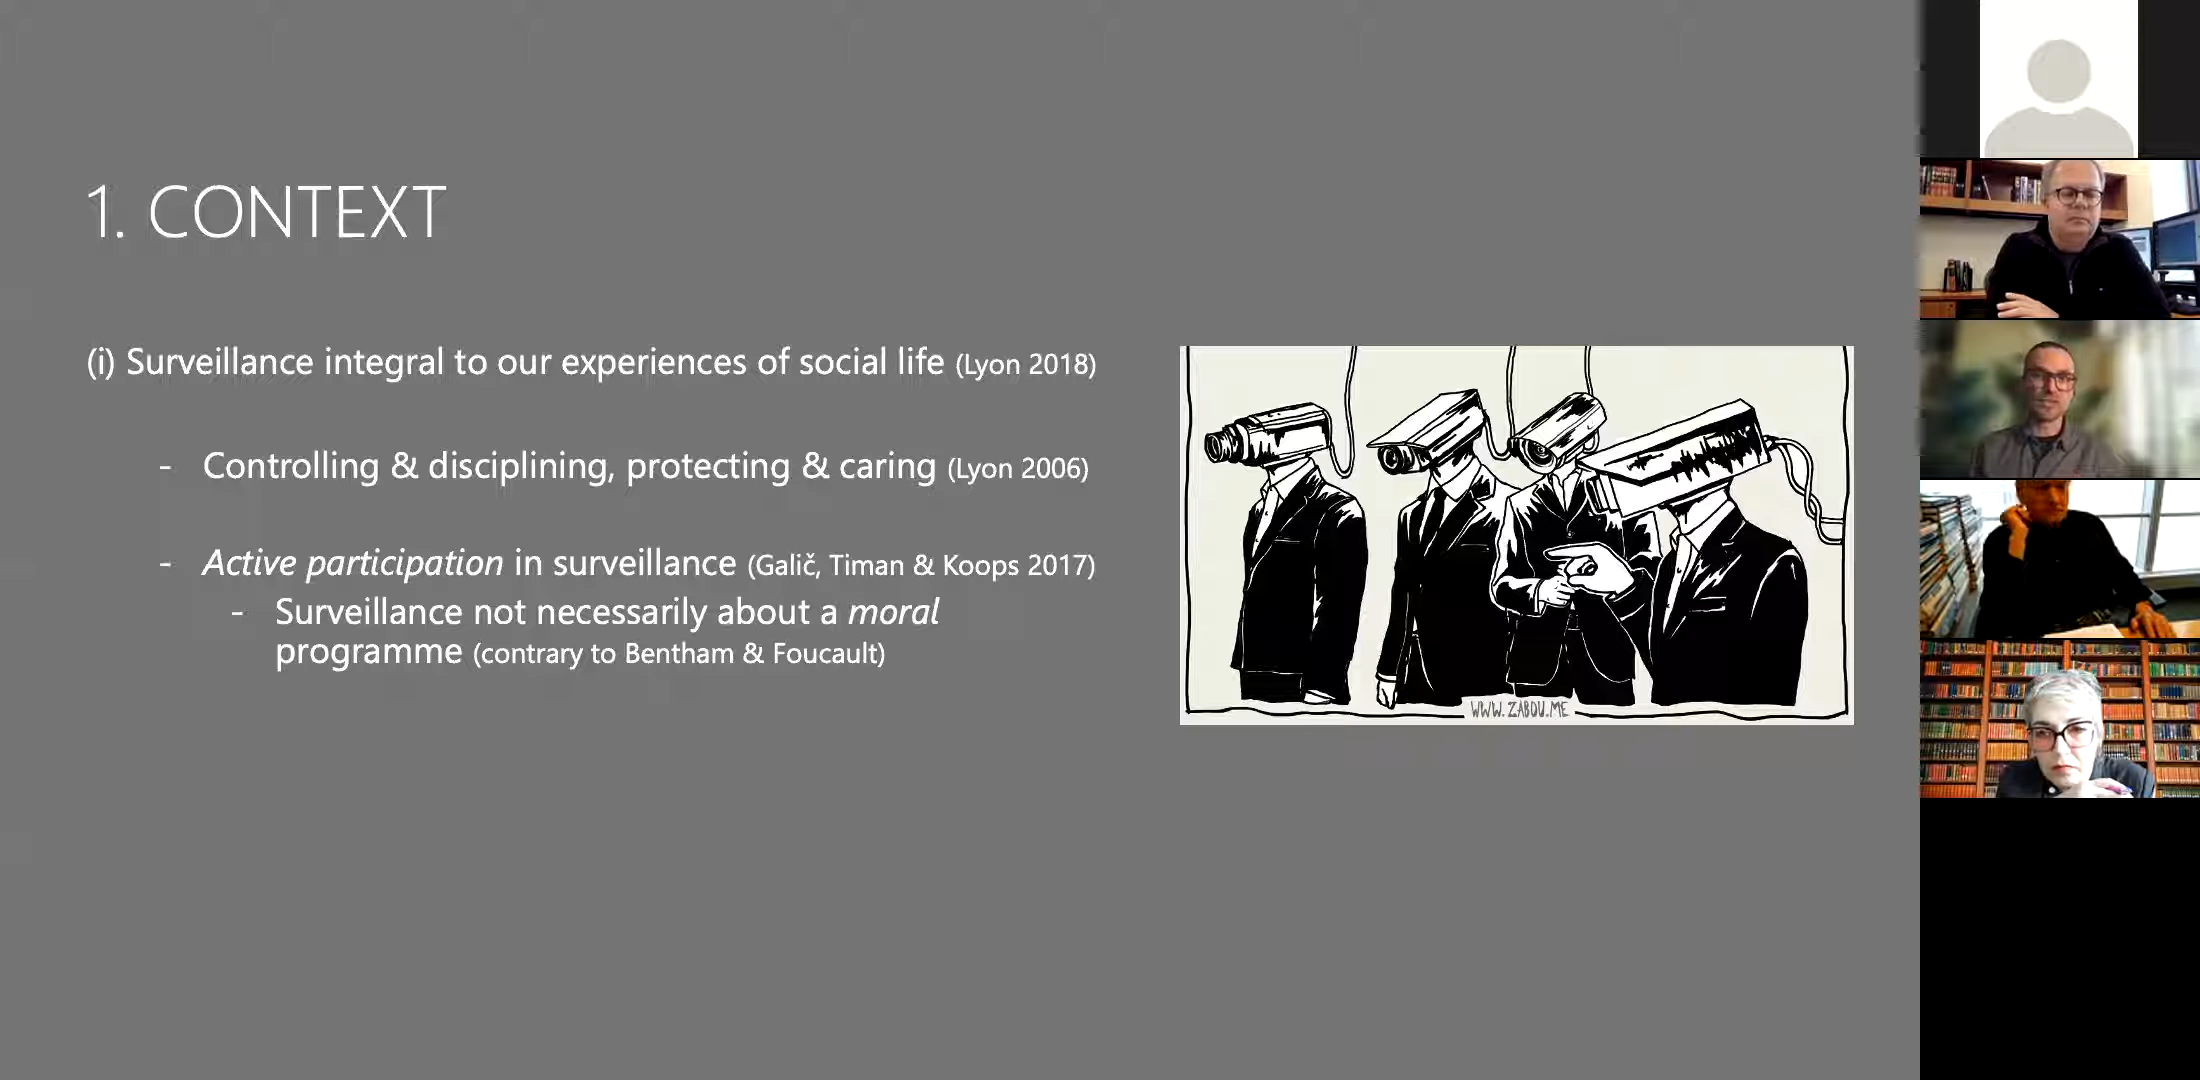 1. CONTEXT
(i) Surveillance integral to our experiences of social life (Lyon 2018)
- Controlling & disciplining, protecting & caring (Lyon 2006)
- Active participation in surveillance (Galič, Timan & Koops 2017)
- Surveillance not necessarily about a moral
programme (contrary to Bentham & Foucault)
WWW.ZABOU.ME